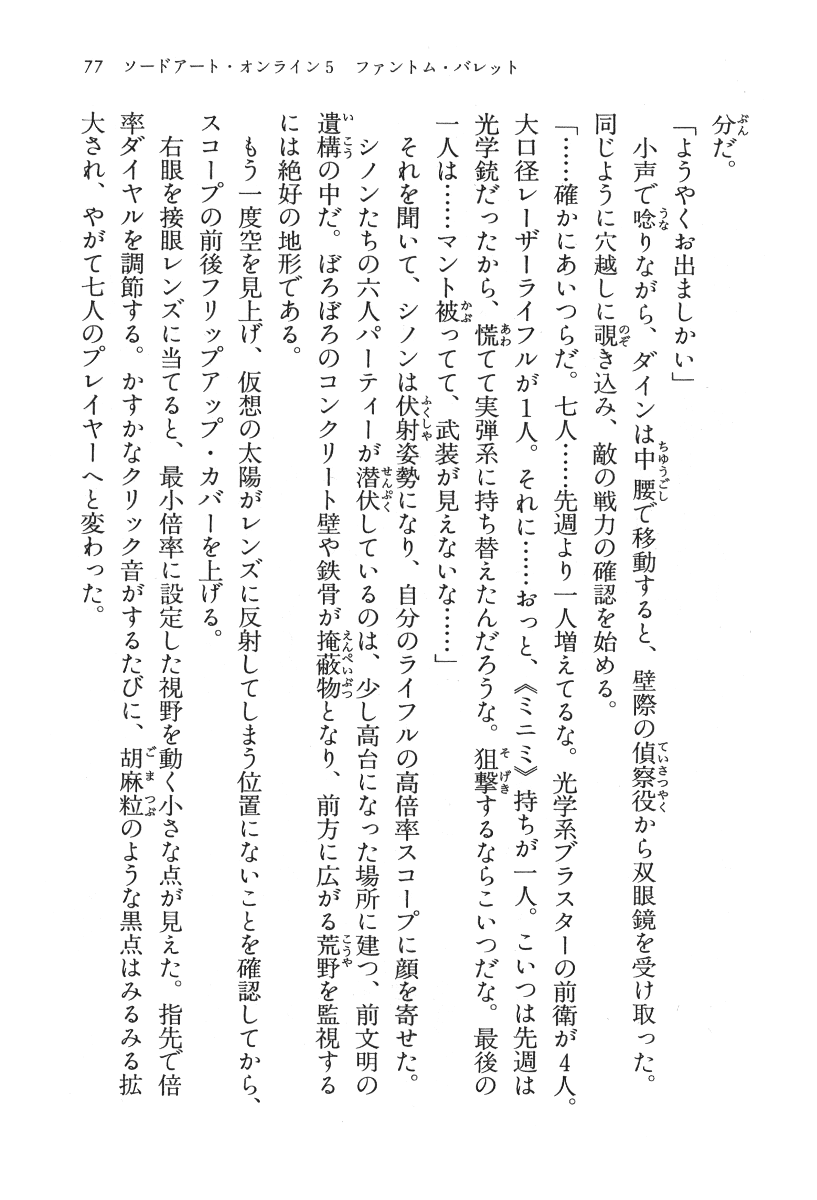 77　ソードアート・オンライン5　ファントム・バレット
分だ。
「ようやくお出ましかい」
　小声で唸りながら、ダインは中腰で移動すると、壁際の偵察役から双眼鏡を受け取った。
同じように穴越しに覗き込み、敵の戦力の確認を始める。
「……確かにあいつらだ。七人……先週より一人増えてるな。光学系ブラスターの前衛が4人。
大口径レーザーライフルが1人。それに……おっと、《ミニミ》持ちが一人。こいつは先週は
光学銃だったから、慌てて実弾系に持ち替えたんだろうな。狙撃するならこいつだな。最後の
一人は……マント被ってて、武装が見えないな……」
　それを聞いて、シノンは伏射姿勢になり、自分のライフルの高倍率スコープに顔を寄せた。
　シノンたちの六人パーティーが潜伏しているのは、少し高台になった場所に建つ、前文明の
遺構の中だ。ぼろぼろのコンクリート壁や鉄骨が掩蔽物となり、前方に広がる荒野を監視する
には絶好の地形である。
　もう一度空を見上げ、仮想の太陽がレンズに反射してしまう位置にないことを確認してから、
スコープの前後フリップアップ・カバーを上げる。
　右眼を接眼レンズに当てると、最小倍率に設定した視野を動く小さな点が見えた。指先で倍
率ダイヤルを調節する。かすかなクリック音がするたびに、胡麻粒のような黒点はみるみる拡
大され、やがて七人のプレイヤーへと変わった。